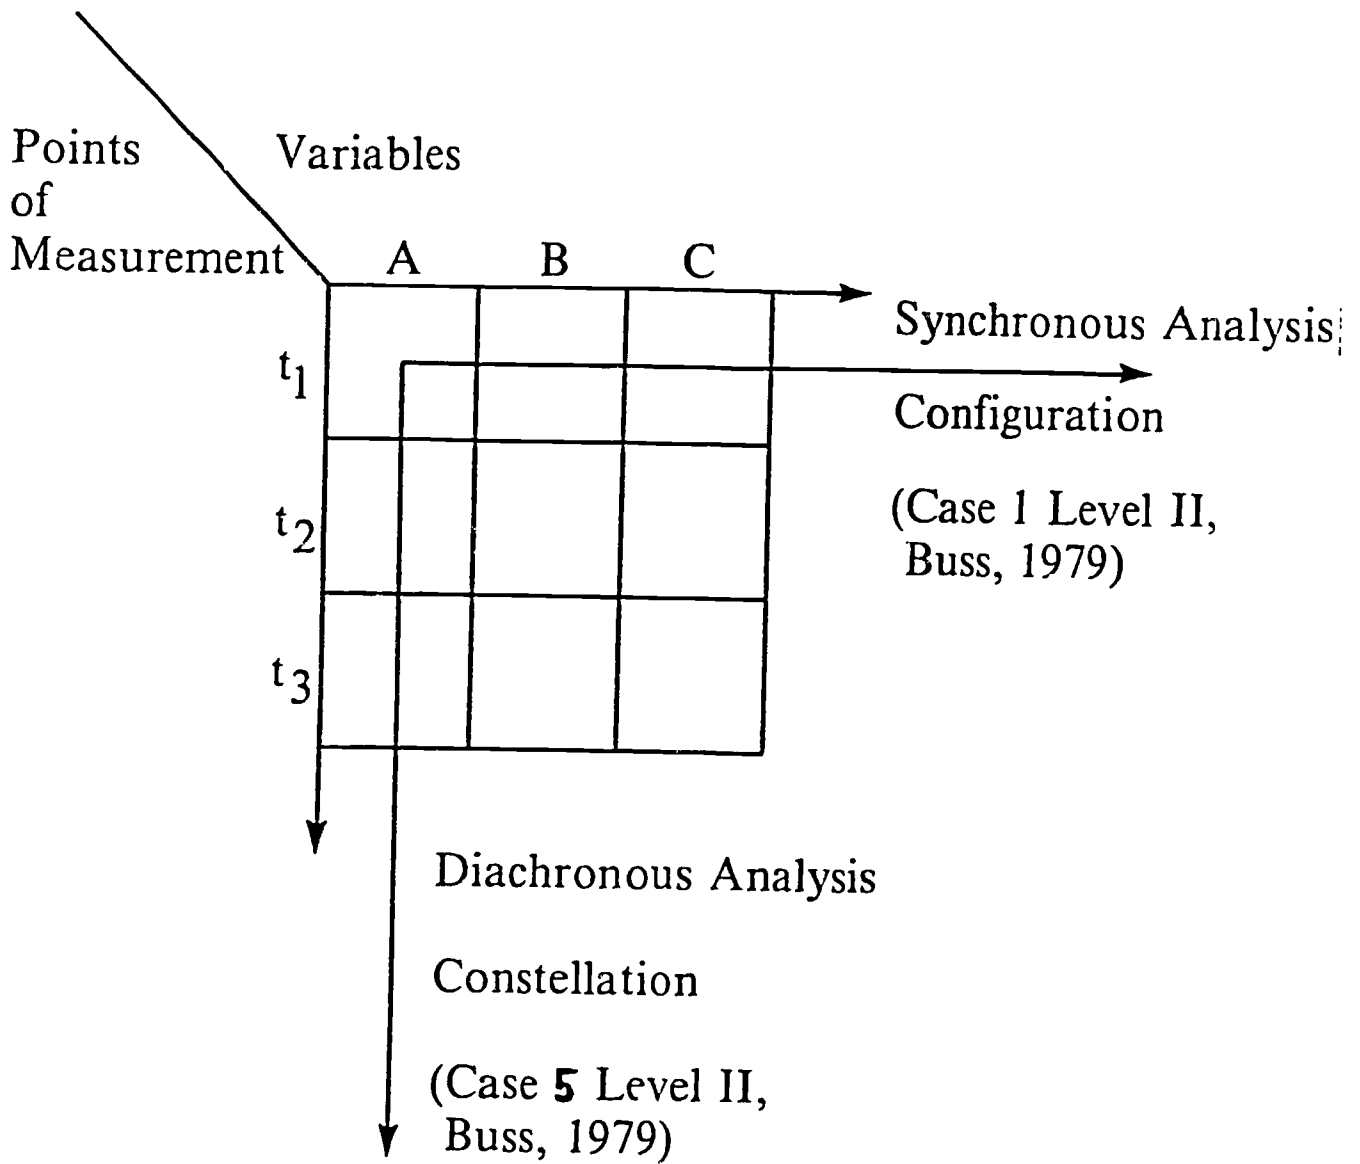 Points
of
Measurement
Variables
A B C
t1
t2
t3
Synchronous Analysis
Configuration
(Case 1 Level II,
Buss, 1979)
Diachronous Analysis
Constellation
(Case 5 Level II,
Buss, 1979)